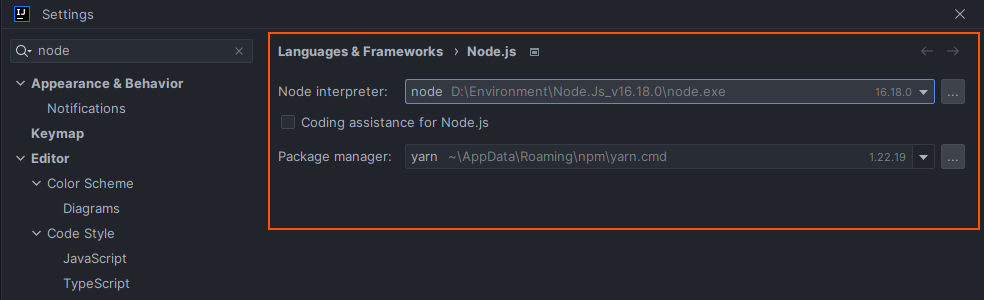 IJ Settings
node
Languages & Frameworks › Node.js
Appearance & Behavior
Node interpreter: node D:\Environment\Node.Js_v16.18.0\node.exe 16.18.0 ...
Notifications
Coding assistance for Node.js
Keymap
Package manager: yarn ~\AppData\Roaming\npm\yarn.cmd 1.22.19 ...
Editor
Color Scheme
Diagrams
Code Style
JavaScript
TypeScript